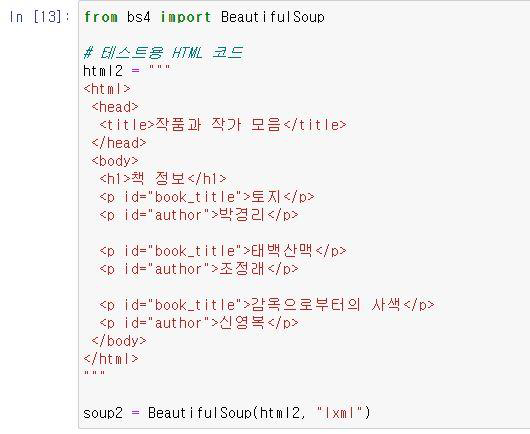 In [13]:
from bs4 import BeautifulSoup

# 테스트용 HTML 코드
html2 = """
<html>
 <head>
  <title>작품과 작가 모음</title>
 </head>
 <body>
  <h1>책 정보</h1>
  <p id="book_title">토지</p>
  <p id="author">박경리</p>

  <p id="book_title">태백산맥</p>
  <p id="author">조정래</p>

  <p id="book_title">감옥으로부터의 사색</p>
  <p id="author">신영복</p>
 </body>
</html>
"""

soup2 = BeautifulSoup(html2, "lxml")